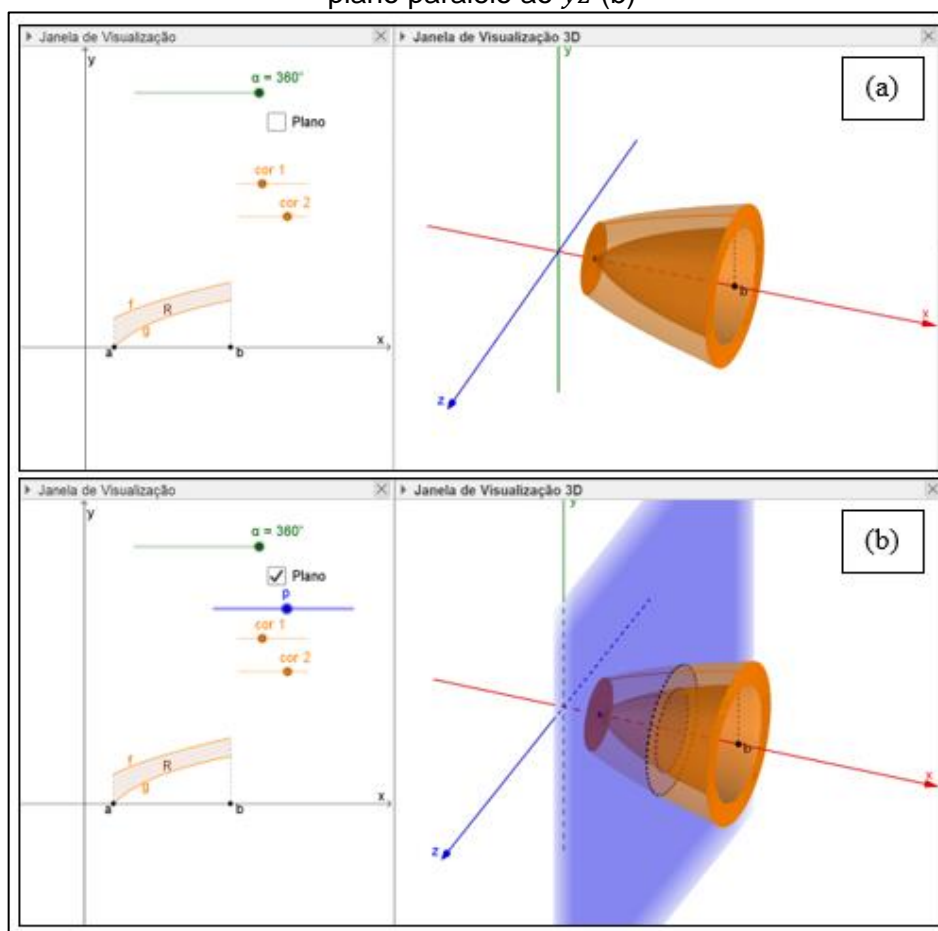 plano paralelo ao yz (b)
Janela de Visualização
Janela de Visualização 3D
y
α = 360°
Plano
cor 1
cor 2
f
R
g
a
b
x
y
(a)
b
x
z
Janela de Visualização
Janela de Visualização 3D
y
α = 360°
Plano
p
cor 1
cor 2
f
R
g
a
b
x
y
(b)
b
x
z